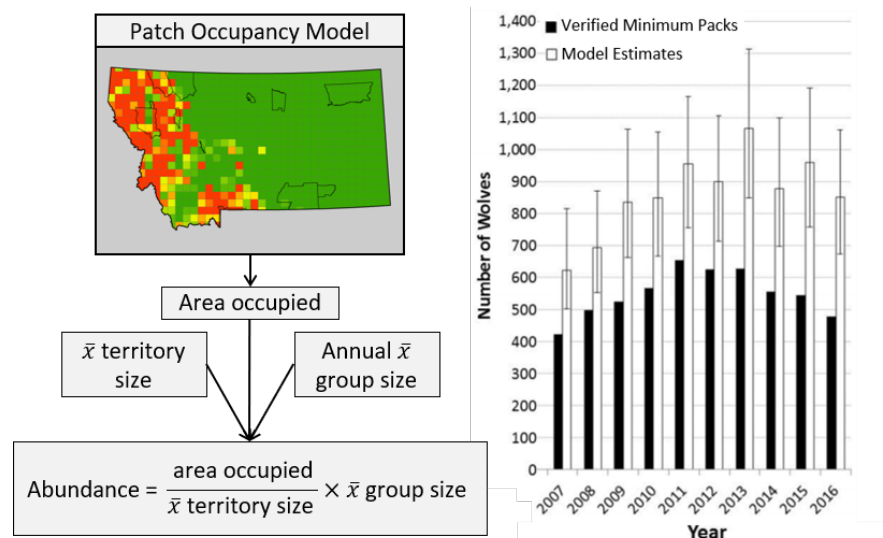 Patch Occupancy Model
Area occupied
x̄ territory
size
Annual x̄
group size
Abundance = area occupied / x̄ territory size × x̄ group size
Verified Minimum Packs
Model Estimates
Number of Wolves
1,400
1,300
1,200
1,100
1,000
900
800
700
600
500
400
300
200
100
0
2007
2008
2009
2010
2011
2012
2013
2014
2015
2016
Year